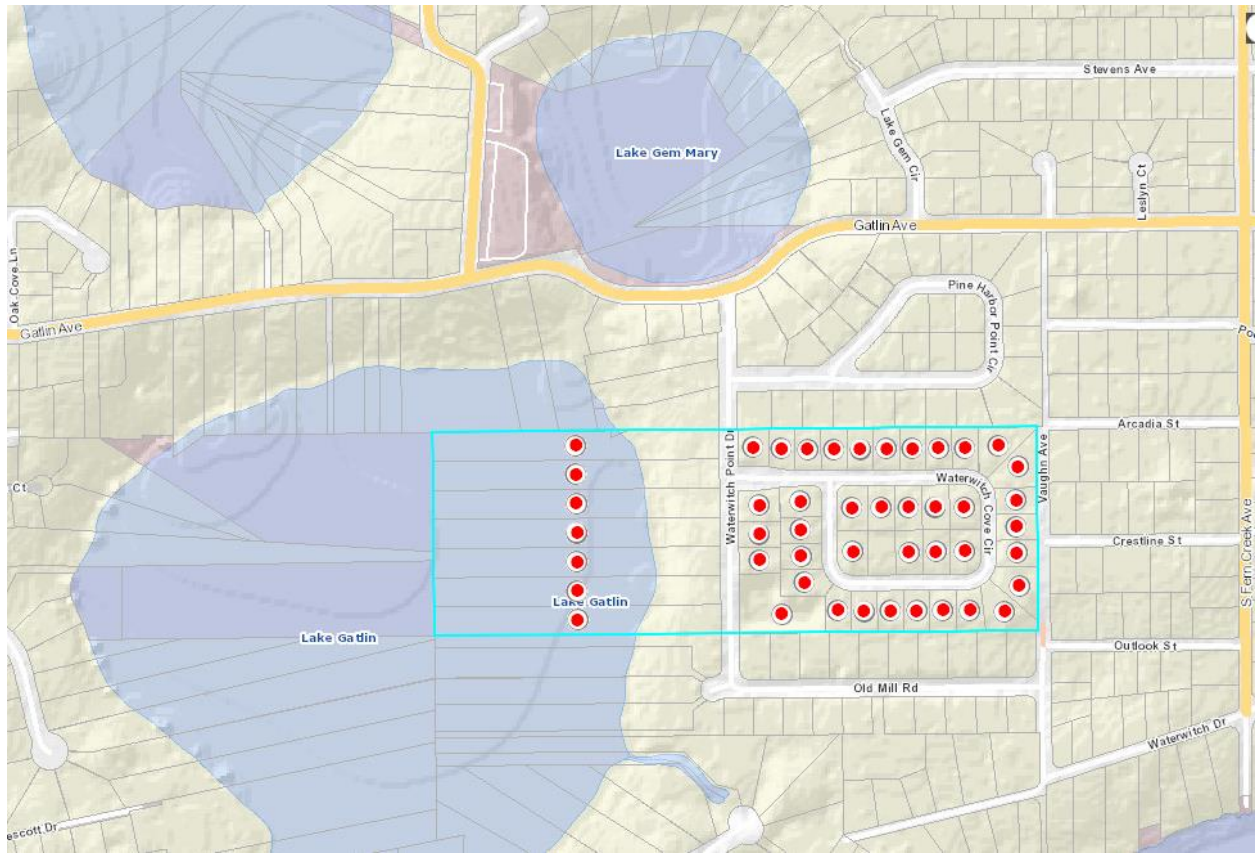 Stevens Ave
Lake Gem Mary
Lake Gem Cir
Leslyn Ct
Gatlin Ave
Oak Cove Ln
Pine Harbor Point Cir
Gatlin Ave
Arcadia St
Waterwitch Point Dr
Vaughn Ave
Waterwitch Cove Cir
Ct
S Fern Creek Ave
Crestline St
Lake Gatlin
Lake Gatlin
Outlook St
Old Mill Rd
Waterwitch Dr
escott Dr